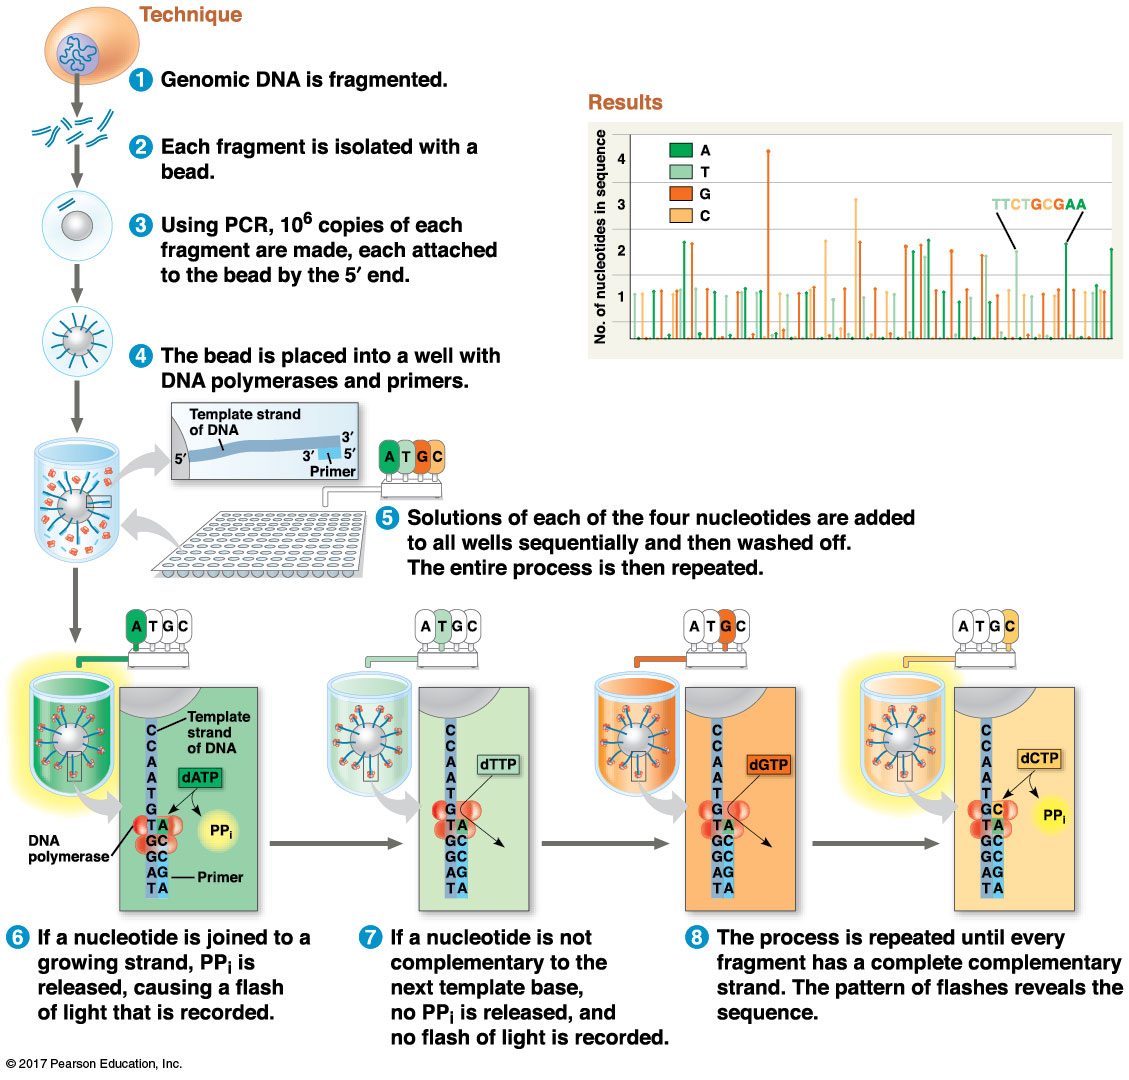 Technique
1 Genomic DNA is fragmented.
2 Each fragment is isolated with a
bead.
3 Using PCR, 10⁶ copies of each
fragment are made, each attached
to the bead by the 5′ end.
4 The bead is placed into a well with
DNA polymerases and primers.
Results
No. of nucleotides in sequence
4
3
2
1
A
T
G
C
TTCTGCGAA
Template strand
of DNA
3′
5′
3′
5′
Primer
A T G C
5 Solutions of each of the four nucleotides are added
to all wells sequentially and then washed off.
The entire process is then repeated.
A T G C
Template
strand
of DNA
C
C
A
A
T
G
T A
G C
G C
A G
T A
dATP
PPᵢ
DNA
polymerase
Primer
6 If a nucleotide is joined to a
growing strand, PPᵢ is
released, causing a flash
of light that is recorded.
A T G C
C
C
A
A
T
G
T A
G C
G C
A G
T A
dTTP
7 If a nucleotide is not
complementary to the
next template base,
no PPᵢ is released, and
no flash of light is recorded.
A T G C
C
C
A
A
T
G
T A
G C
G C
A G
T A
dGTP
A T G C
C
C
A
A
T
G C
T A
G C
G C
A G
T A
dCTP
PPᵢ
8 The process is repeated until every
fragment has a complete complementary
strand. The pattern of flashes reveals the
sequence.
© 2017 Pearson Education, Inc.